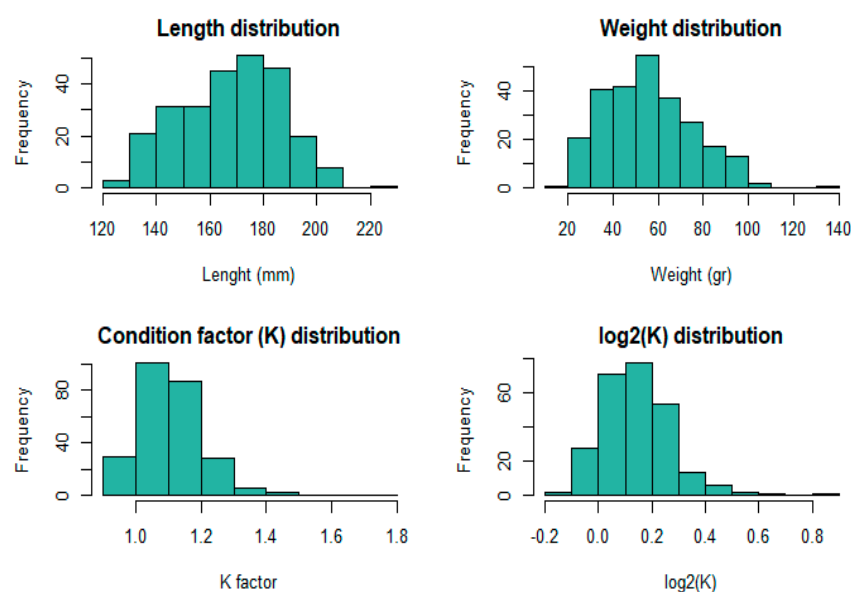 Length distribution
Frequency
0 20 40
120 140 160 180 200 220
Lenght (mm)
Weight distribution
Frequency
0 20 40
20 40 60 80 100 120 140
Weight (gr)
Condition factor (K) distribution
Frequency
0 40 80
1.0 1.2 1.4 1.6 1.8
K factor
log2(K) distribution
Frequency
0 20 60
-0.2 0.0 0.2 0.4 0.6 0.8
log2(K)